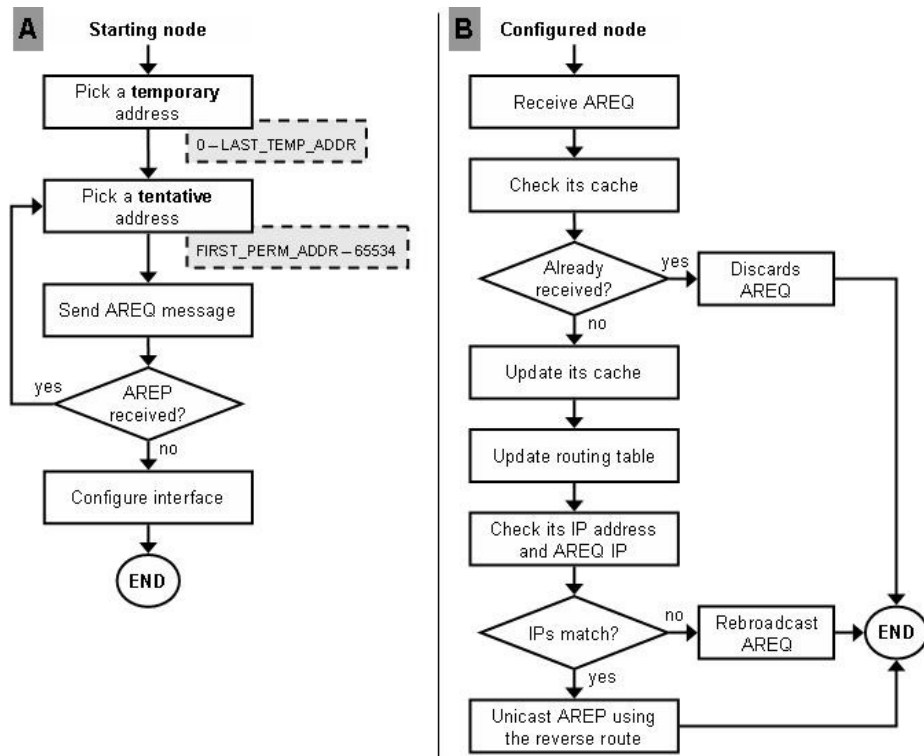 A
Starting node
Pick a temporary
address
0 – LAST_TEMP_ADDR
Pick a tentative
address
FIRST_PERM_ADDR – 65534
Send AREQ message
yes
AREP
received?
no
Configure interface
END
B
Configured node
Receive AREQ
Check its cache
Already
received?
yes
Discards
AREQ
no
Update its cache
Update routing table
Check its IP address
and AREQ IP
IPs match?
no
Rebroadcast
AREQ
END
yes
Unicast AREP using
the reverse route